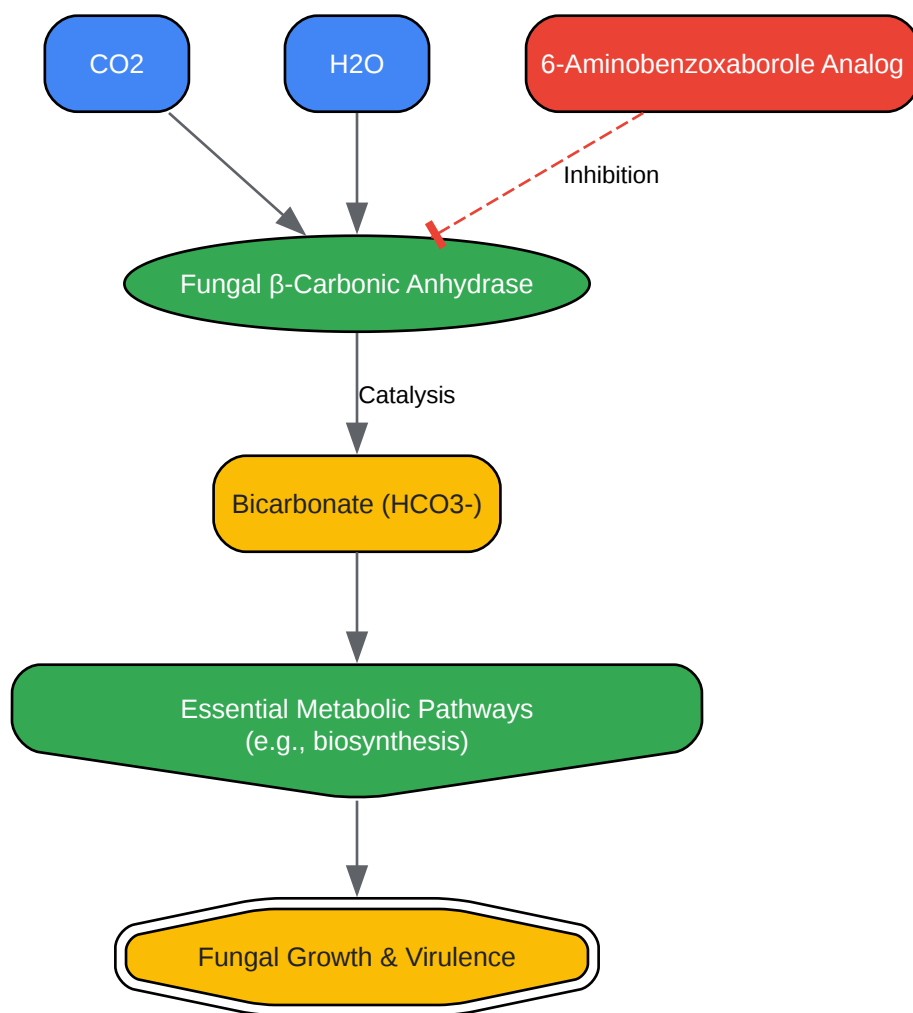 CO2
H2O
6-Aminobenzoxaborole Analog
Inhibition
Fungal β-Carbonic Anhydrase
Catalysis
Bicarbonate (HCO3-)
Essential Metabolic Pathways
(e.g., biosynthesis)
Fungal Growth & Virulence